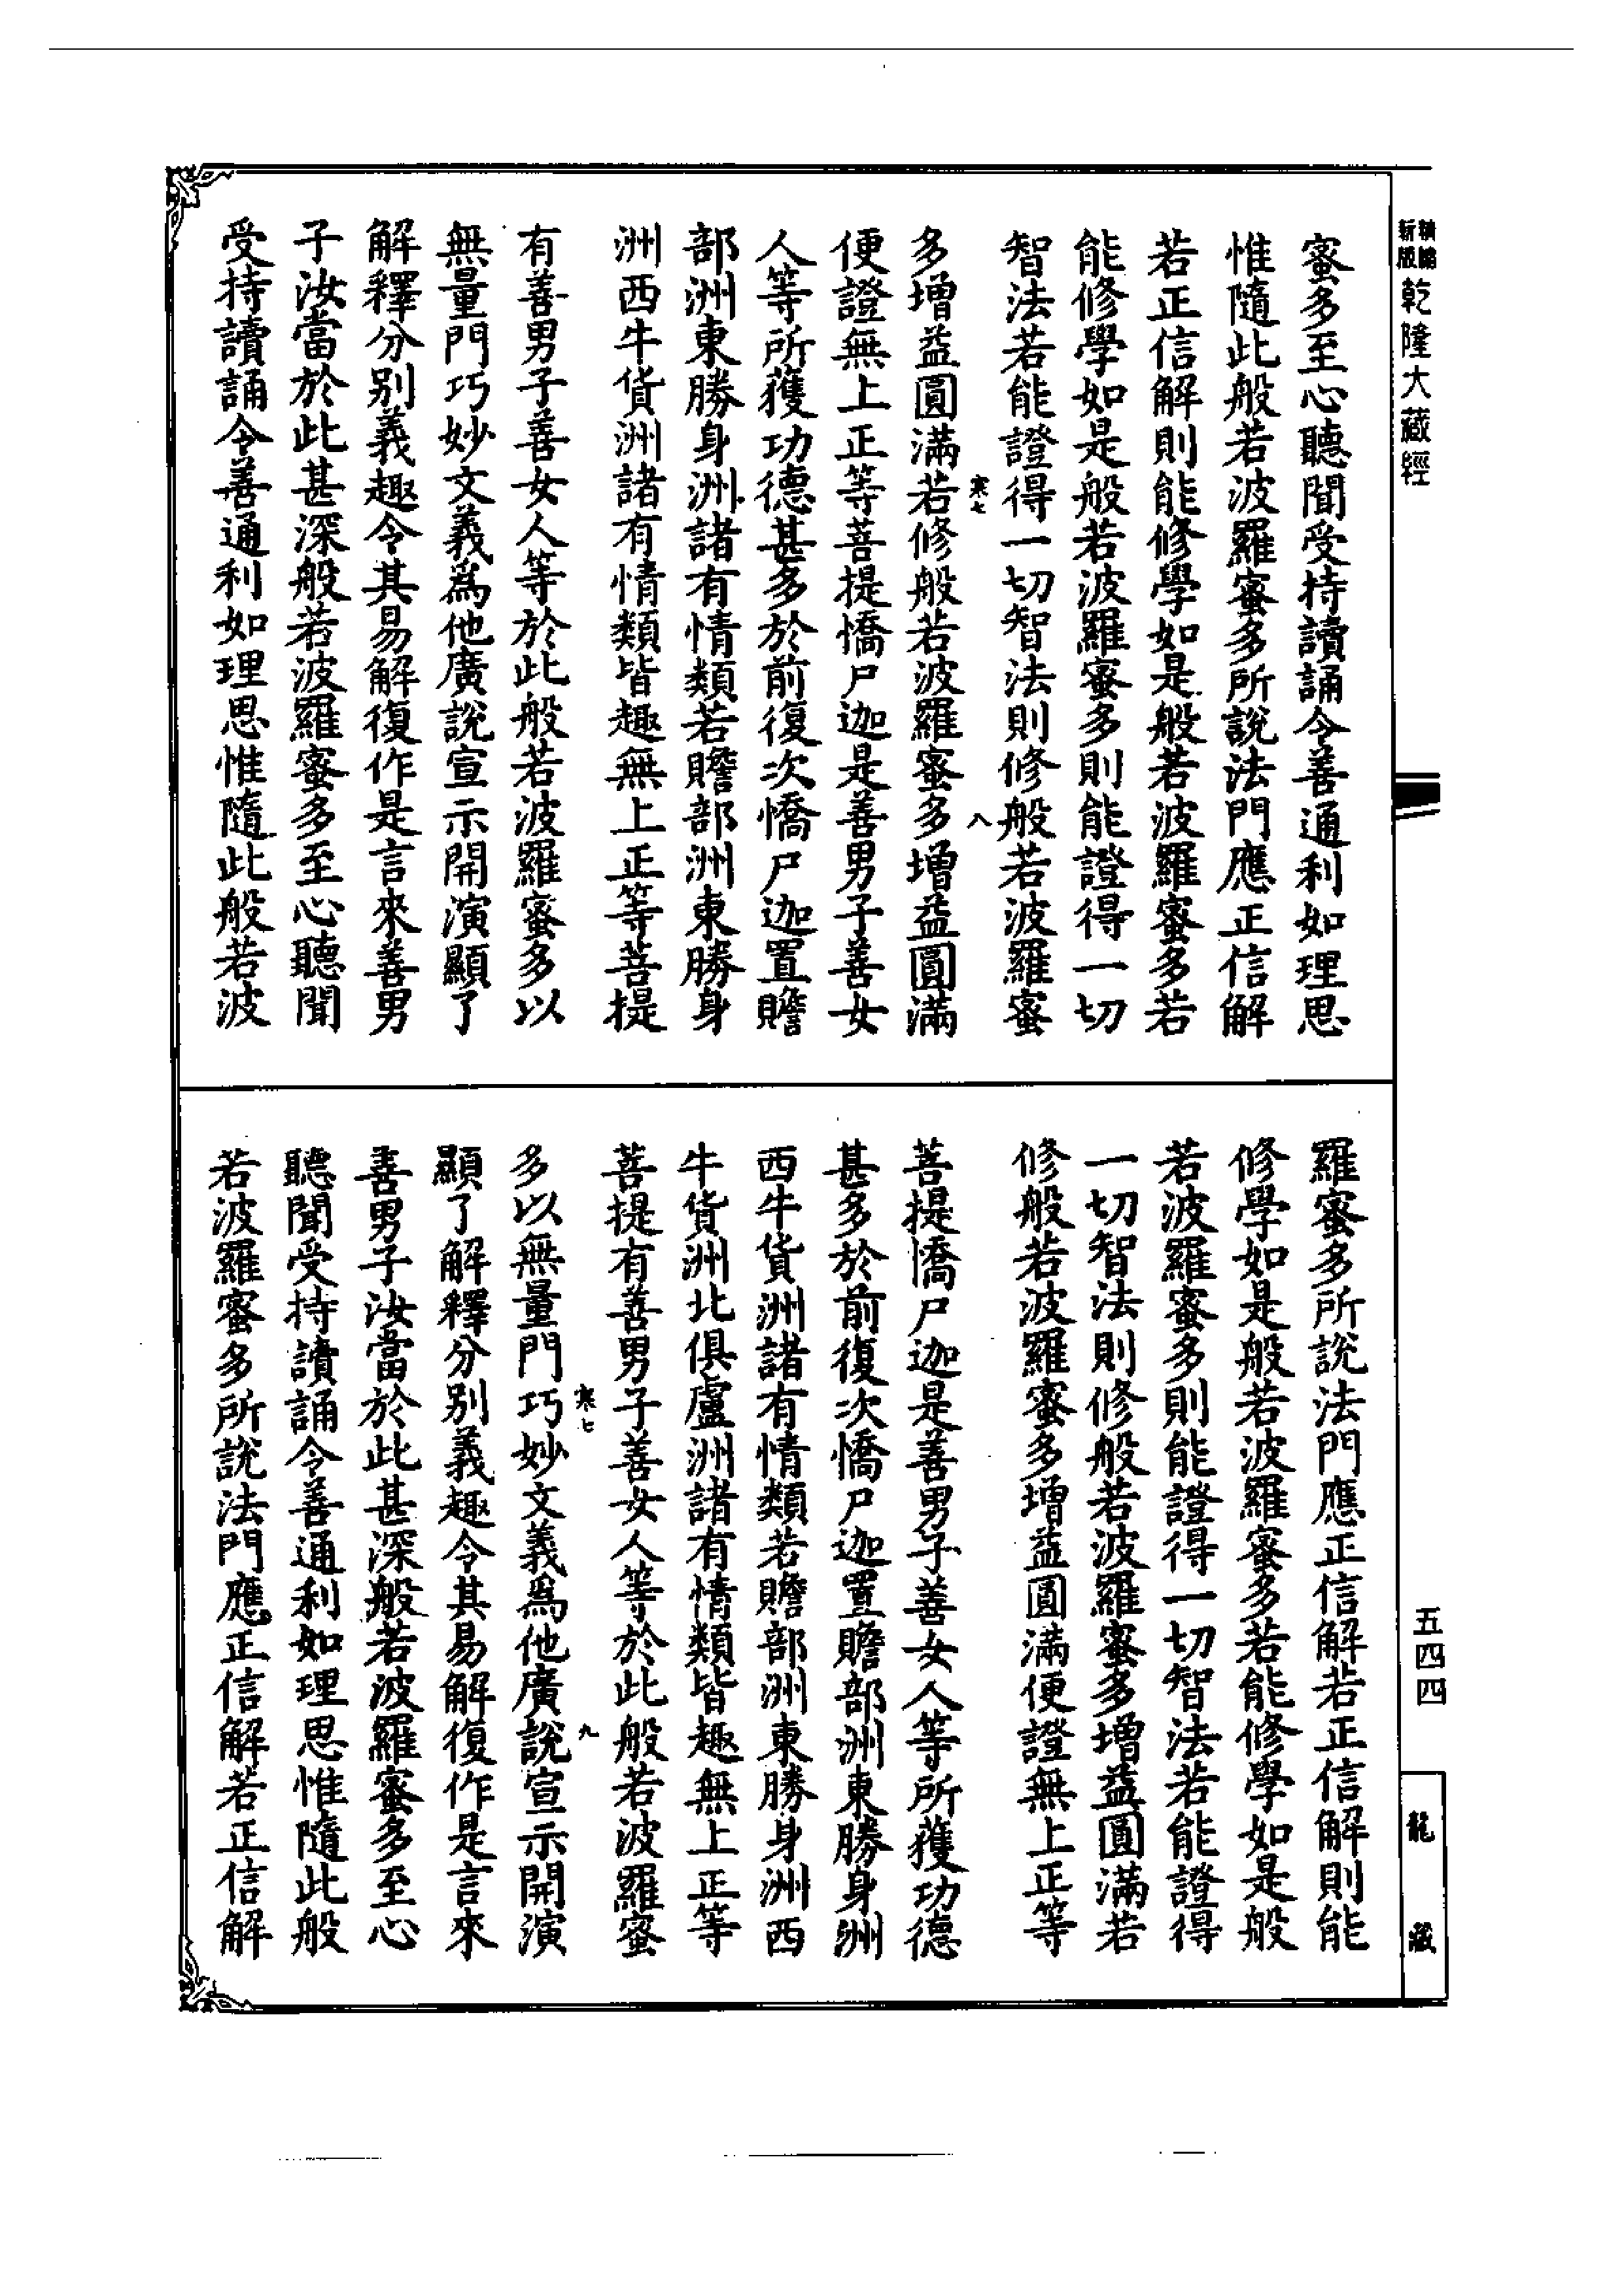 新版
精縮
乾隆大藏經
蜜多至心聽聞受持讀誦令善通利如理思
惟隨此般若波羅蜜多所說法門應正信解
若正信解則能修學如是般若波羅蜜多若
能修學如是般若波羅蜜多則能證得一切
智法若能證得一切智法則修般若波羅蜜
寒七
八
多增益圓滿若修般若波羅蜜多增益圓滿
便證無上正等菩提憍尸迦是善男子善女
人等所獲功德甚多於前復次憍尸迦置贍
部洲東勝身洲諸有情類若贍部洲東勝身
洲西牛貨洲諸有情類皆趣無上正等菩提
有善男子善女人等於此般若波羅蜜多以
無量門巧妙文義爲他廣說宣示開演顯了
解釋分别義趣令其易解復作是言來善男
子汝當於此甚深般若波羅蜜多至心聽聞
受持讀誦令善通利如理思惟隨此般若波
羅蜜多所說法門應正信解若正信解則能
修學如是般若波羅蜜多若能修學如是般
若波羅蜜多則能證得一切智法若能證得
一切智法則修般若波羅蜜多增益圓滿若
修般若波羅蜜多增益圓滿便證無上正等
菩提憍尸迦是善男子善女人等所獲功德
甚多於前復次憍尸迦置贍部洲東勝身洲
西牛貨洲諸有情類若贍部洲東勝身洲西
牛貨洲北俱盧洲諸有情類皆趣無上正等
菩提有善男子善女人等於此般若波羅蜜
寒七
九
多以無量門巧妙文義爲他廣說宣示開演
顯了解釋分别義趣令其易解復作是言來
善男子汝當於此甚深般若波羅蜜多至心
聽聞受持讀誦令善通利如理思惟隨此般
若波羅蜜多所說法門應正信解若正信解
五四四
龍藏